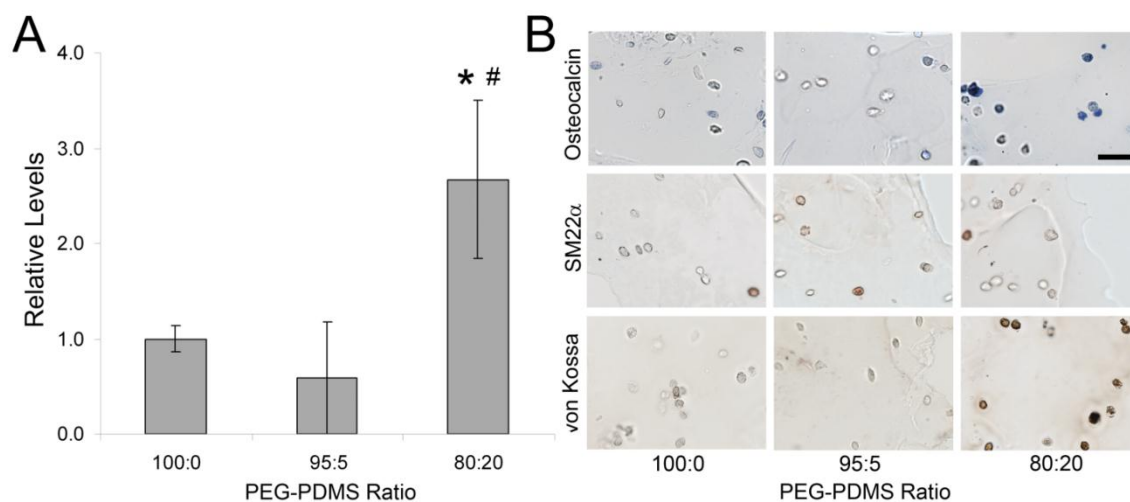 A
Relative Levels
4.0
3.0
2.0
1.0
0.0
* #
100:0 95:5 80:20
PEG-PDMS Ratio
B
Osteocalcin
SM22α
von Kossa
100:0 95:5 80:20
PEG-PDMS Ratio